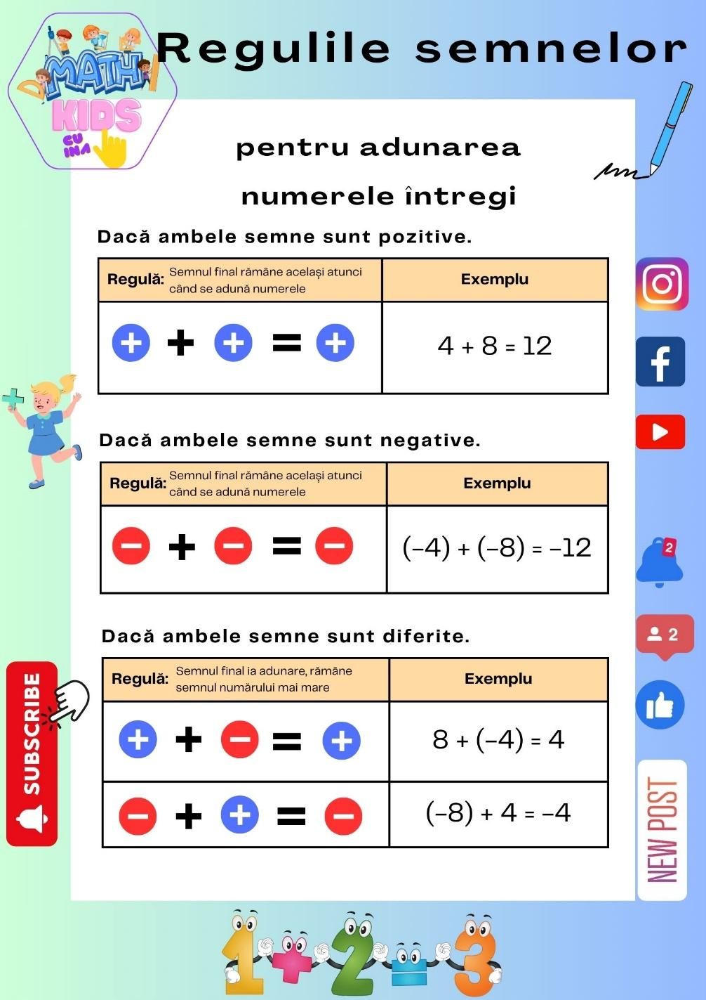 MATH
KIDS
CU
INA
Regulile semnelor
pentru adunarea
numerele întregi
Dacă ambele semne sunt pozitive.
Regulă: Semnul final rămâne același atunci
când se adună numerele
Exemplu
+ + + = +
4 + 8 = 12
Dacă ambele semne sunt negative.
Regulă: Semnul final rămâne același atunci
când se adună numerele
Exemplu
− + − = −
(−4) + (−8) = −12
Dacă ambele semne sunt diferite.
Regulă: Semnul final ia adunare, rămâne
semnul numărului mai mare
Exemplu
+ + − = +
8 + (−4) = 4
− + + = −
(−8) + 4 = −4
SUBSCRIBE
2
2
NEW POST
1 + 2 = 3